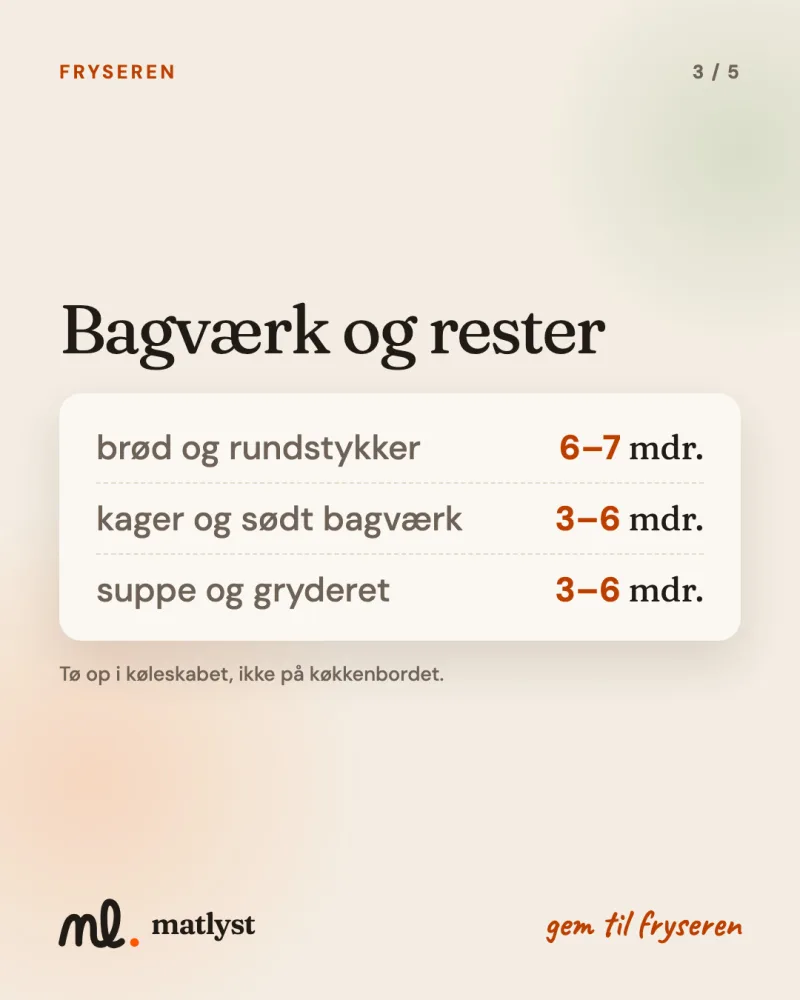 FRYSEREN
3 / 5
Bagværk og rester
brød og rundstykker 6–7 mdr.
kager og sødt bagværk 3–6 mdr.
suppe og gryderet 3–6 mdr.
Tø op i køleskabet, ikke på køkkenbordet.
ml. matlyst
gem til fryseren